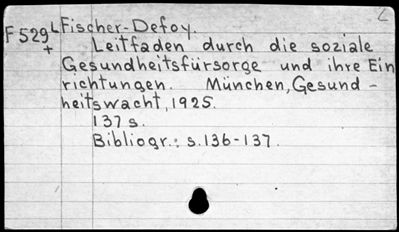 L
F529 L Fischer-Defoy.
+ Leitfaden durch die soziale
Gesundheitsfürsorge und ihre Ein
richtungen. München, Gesund-
heitswacht, 1925.
137 s.
Bibliogr.: s.136-137.